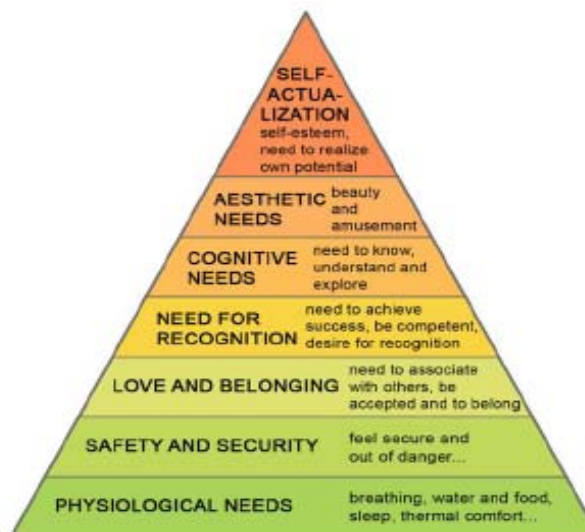 SELF-
ACTUA-
LIZATION
self-esteem,
need to realize
own potential
AESTHETIC
NEEDS
beauty
and
amusement
COGNITIVE
NEEDS
need to know,
understand and
explore
NEED FOR
RECOGNITION
need to achieve
success, be competent,
desire for recognition
LOVE AND BELONGING
need to associate
with others, be
accepted and to belong
SAFETY AND SECURITY
feel secure and
out of danger...
PHYSIOLOGICAL NEEDS
breathing, water and food,
sleep, thermal comfort...